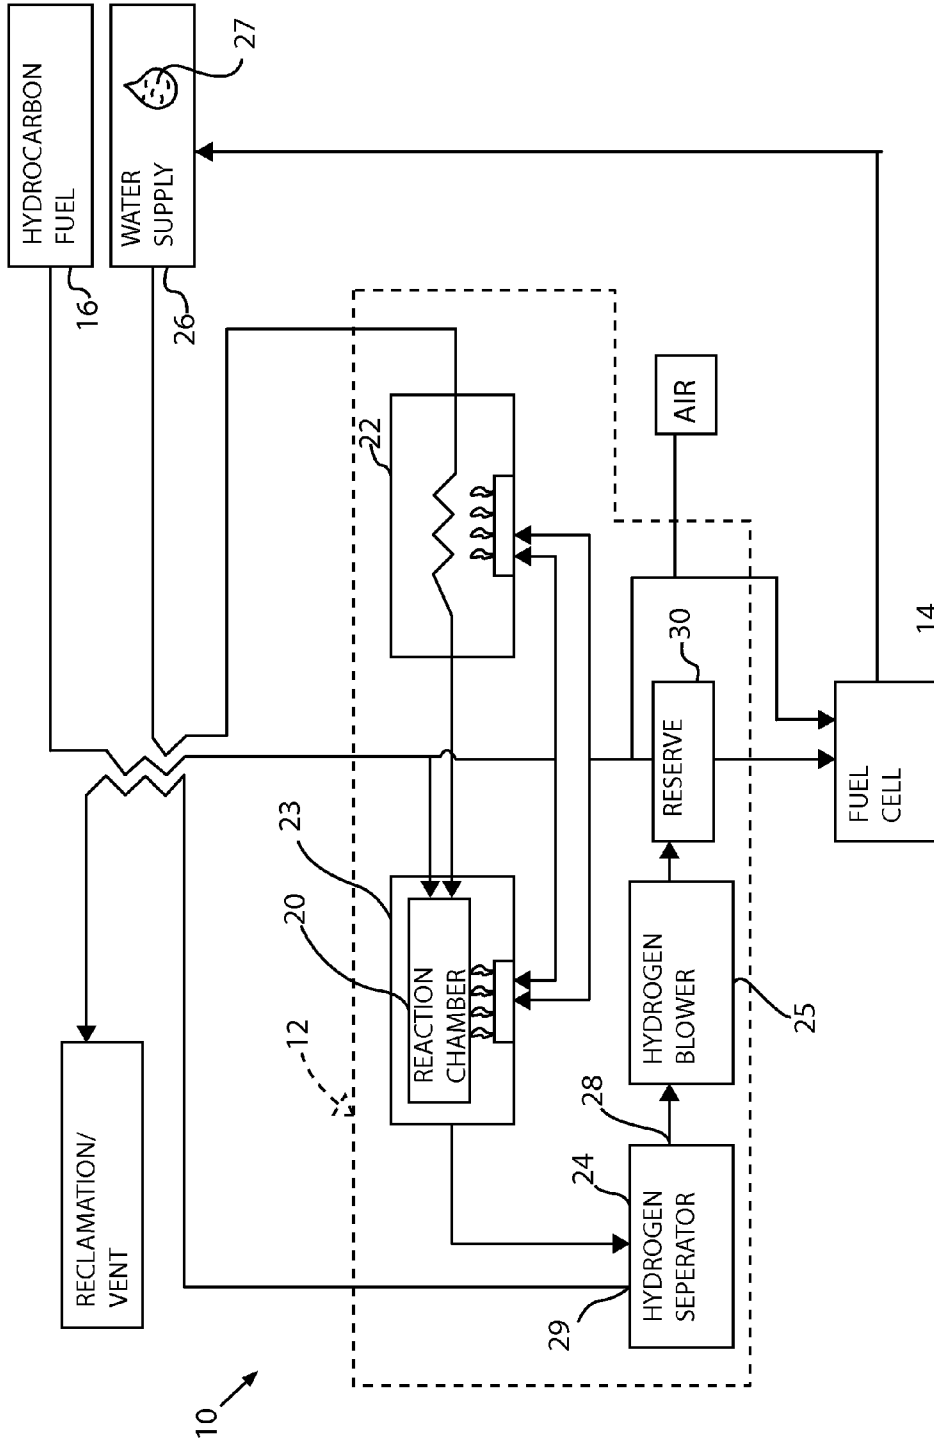 HYDROCARBON
FUEL
16
WATER
SUPPLY
27
26
RECLAMATION/
VENT
10
12
22
23
20
REACTION
CHAMBER
AIR
24
HYDROGEN
SEPERATOR
29
28
HYDROGEN
BLOWER
25
RESERVE
30
FUEL
CELL
14